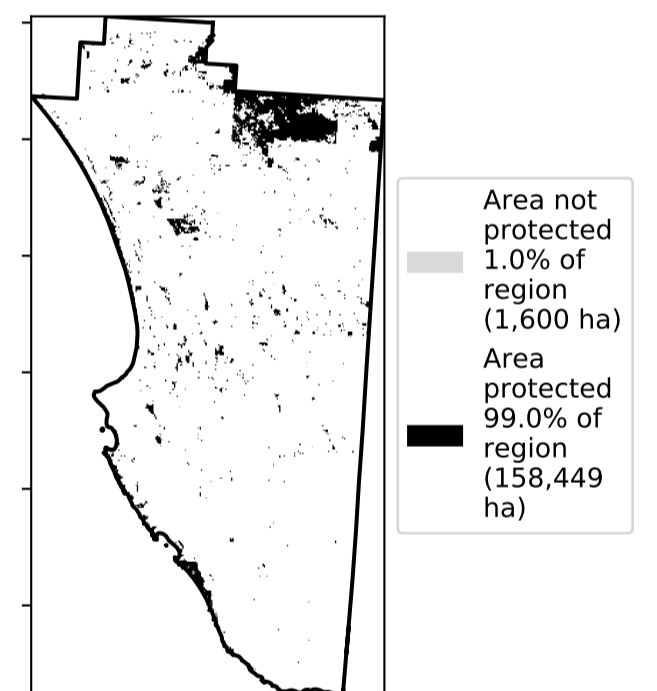 Area not
protected
1.0% of
region
(1,600 ha)
Area
protected
99.0% of
region
(158,449
ha)